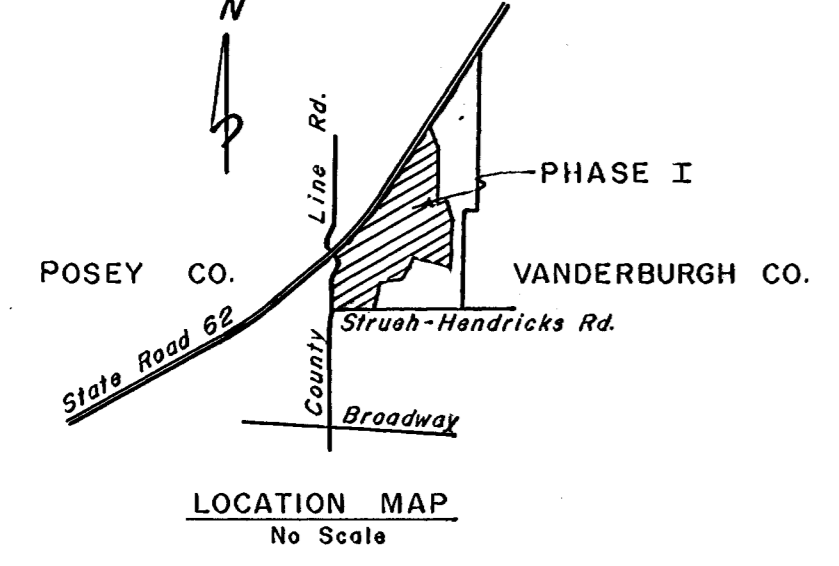 N
County Line Rd.
PHASE I
POSEY CO.
VANDERBURGH CO.
State Road 62
Strueh-Hendricks Rd.
Broadway
LOCATION MAP
No Scale